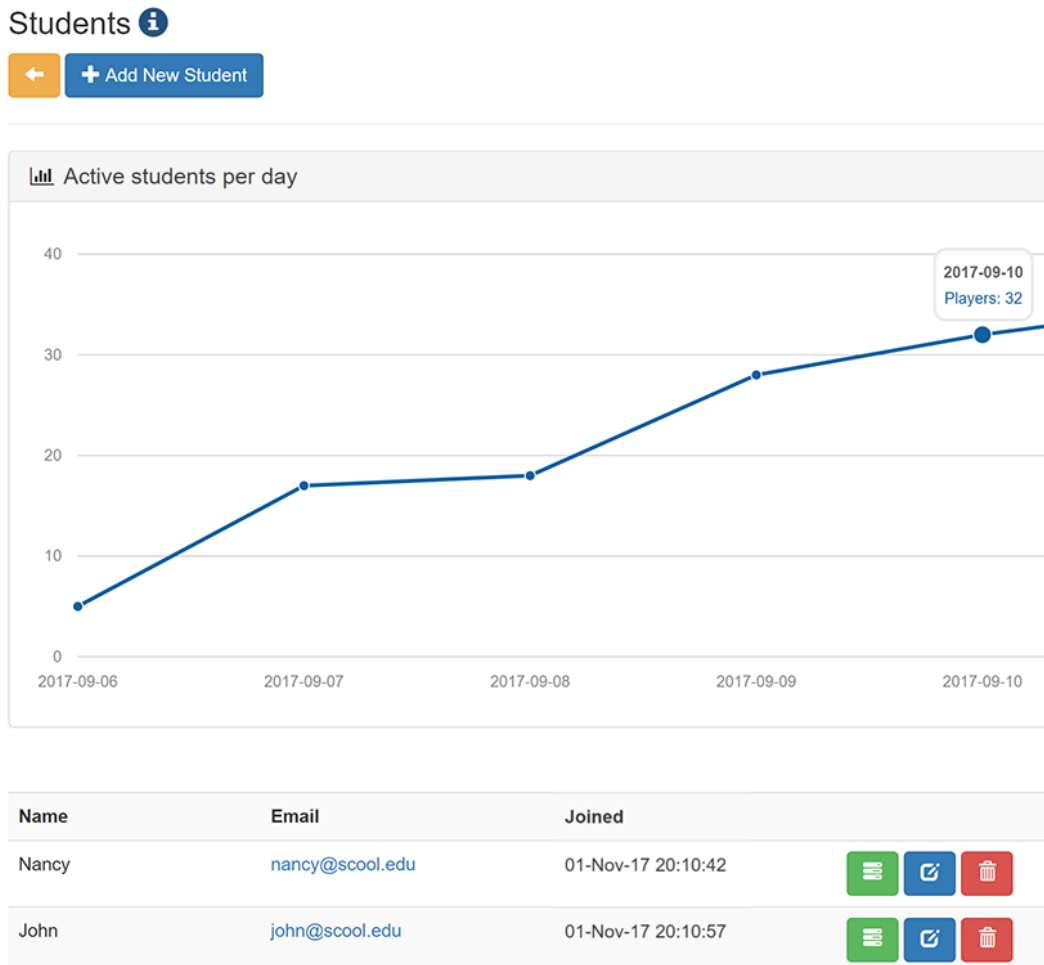 Students
Add New Student
Active students per day
40
2017-09-10
Players: 32
30
20
10
0
2017-09-06 2017-09-07 2017-09-08 2017-09-09 2017-09-10
Name Email Joined
Nancy nancy@scool.edu 01-Nov-17 20:10:42
John john@scool.edu 01-Nov-17 20:10:57